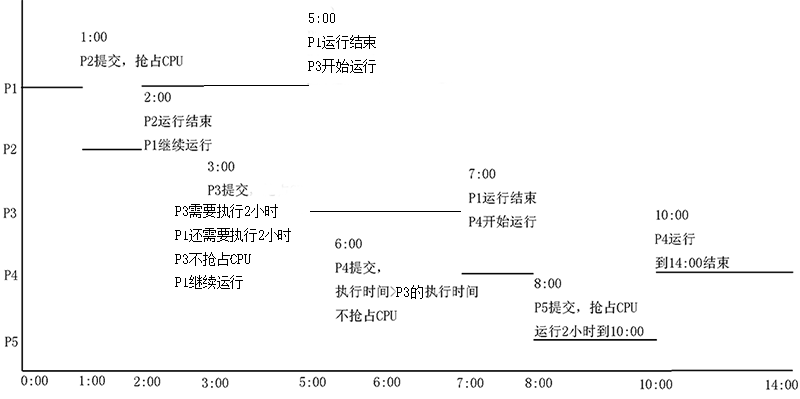 1:00
P2提交，抢占CPU
5:00
P1运行结束
P3开始运行
P1
2:00
P2运行结束
P1继续运行
P2
3:00
P3提交
P3需要执行2小时
P1还需要执行2小时
P3不抢占CPU
P1继续运行
P3
7:00
P1运行结束
P4开始运行
6:00
P4提交，
执行时间>P3的执行时间
不抢占CPU
10:00
P4运行
到14:00结束
P4
8:00
P5提交，抢占CPU
运行2小时到10:00
P5
0:00 1:00 2:00 3:00 5:00 6:00 7:00 8:00 10:00 14:00